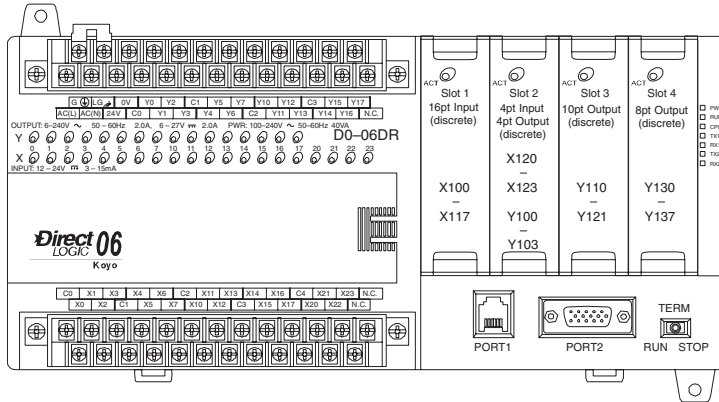 G LG 0V Y0 Y2 C1 Y5 Y7 Y10 Y12 C3 Y15 Y17
AC(L) AC(N) 24V C0 Y1 Y3 Y4 Y6 C2 Y11 Y13 Y14 Y16 N.C.
OUTPUT: 6–240V ~ 50 – 60Hz 2.0A, 6 – 27V ⎓ 2.0A PWR: 100–240V ~ 50–60Hz 40VA
Y
D0–06DR
0 1 2 3 4 5 6 7 10 11 12 13 14 15 16 17 20 21 22 23
X
INPUT: 12 – 24V ⎓ 3 – 15mA
Direct
LOGIC 06
Koyo
C0 X1 X3 X4 X6 C2 X11 X13 X14 X16 C4 X21 X23 N.C.
X0 X2 C1 X5 X7 X10 X12 C3 X15 X17 X20 X22 N.C.
ACT
Slot 1
16pt Input
(discrete)
X100
–
X117
ACT
Slot 2
4pt Input
4pt Output
(discrete)
X120
–
X123
Y100
–
Y103
ACT
Slot 3
10pt Output
(discrete)
Y110
–
Y121
ACT
Slot 4
8pt Output
(discrete)
Y130
–
Y137
PW
RUN
CPU
TX1
RX1
TX2
RX2
PORT1
PORT2
TERM
RUN STOP